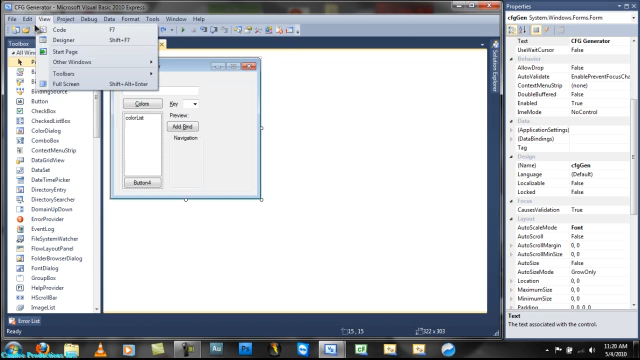 CFG Generator - Microsoft Visual Basic 2010 Express
File Edit View Project Debug Data Format Tools Window Help
Code F7
Designer Shift+F7
Start Page
Other Windows
Toolbars
Full Screen Shift+Alt+Enter
Toolbox
All Win
BindingSource
Button
CheckBox
CheckedListBox
ColorDialog
ComboBox
ContextMenuStrip
DataGridView
DataSet
DateTimePicker
DirectoryEntry
DirectorySearcher
DomainUpDown
ErrorProvider
EventLog
FileSystemWatcher
FlowLayoutPanel
FolderBrowserDialog
FontDialog
GroupBox
HelpProvider
HScrollBar
ImageList
Colors
Key
Preview:
colorList
Add Bind
Navigation
Button4
Solution Explorer
Properties
cfgGen System.Windows.Forms.Form
Text CFG Generator
UseWaitCursor False
Behavior
AllowDrop False
AutoValidate EnablePreventFocusCha
ContextMenuStrip (none)
DoubleBuffered False
Enabled True
ImeMode NoControl
Data
(ApplicationSettings)
(DataBindings)
Tag
Design
(Name) cfgGen
Language (Default)
Localizable False
Locked False
Focus
CausesValidation True
Layout
AutoScaleMode Font
AutoScroll False
AutoScrollMargin 0, 0
AutoScrollMinSize 0, 0
AutoSize False
AutoSizeMode GrowOnly
Location 0, 0
MaximumSize 0, 0
MinimumSize 0, 0
Padding 0, 0, 0, 0
Text
The text associated with the control.
Error List
Ready
15, 15
322 x 303
11:20 AM
5/4/2010